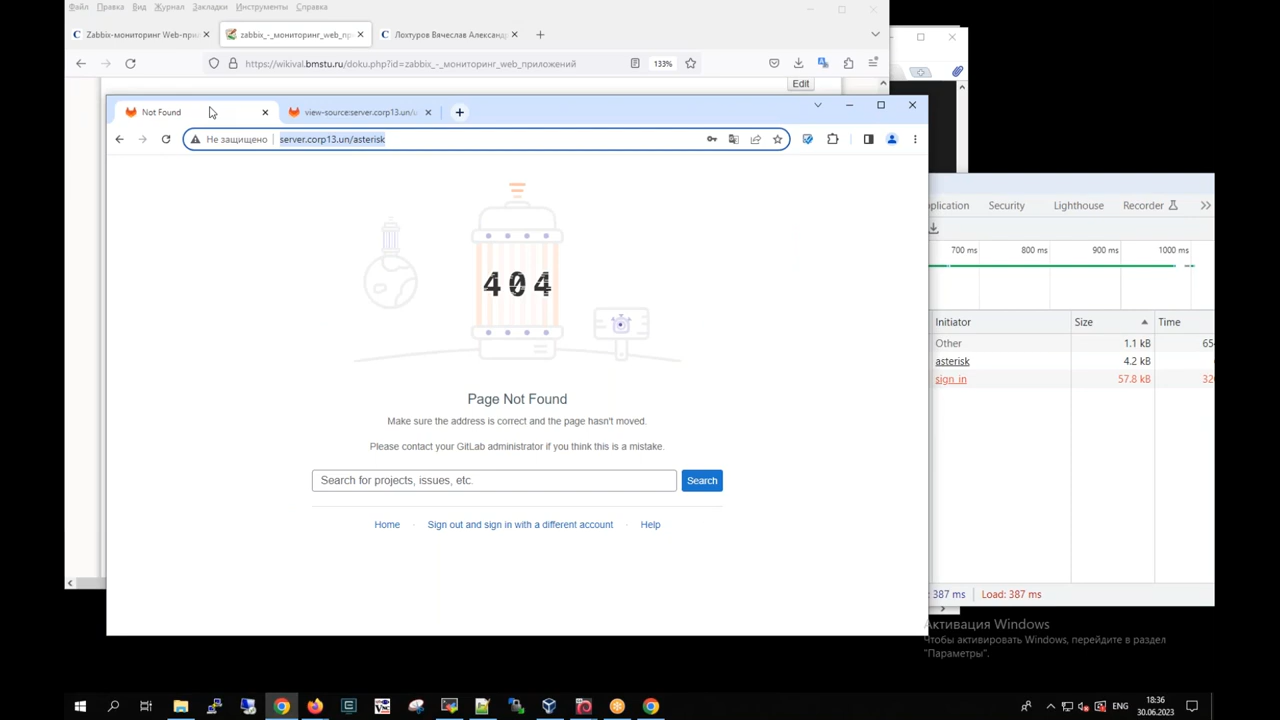 Файл Правка Вид Журнал Закладки Инструменты Справка
Zabbix-мониторинг Web-прил
zabbix_-_мониторинг_web_пр
Лохтуров Вячеслав Александр
https://wikival.bmstu.ru/doku.php?id=zabbix_-_мониторинг_web_приложений
133%
Edit
Not Found
view-source:server.corp13.un/u
Не защищено
server.corp13.un/asterisk
404
Page Not Found
Make sure the address is correct and the page hasn't moved.
Please contact your GitLab administrator if you think this is a mistake.
Search for projects, issues, etc.
Search
Home · Sign out and sign in with a different account · Help
pplication Security Lighthouse Recorder
700 ms 800 ms 900 ms 1000 ms
Initiator Size Time
Other 1.1 kB 65
asterisk 4.2 kB
sign_in 57.8 kB 32
: 387 ms Load: 387 ms
Активация Windows
Чтобы активировать Windows, перейдите в раздел
"Параметры".
ENG
18:36
30.06.2023